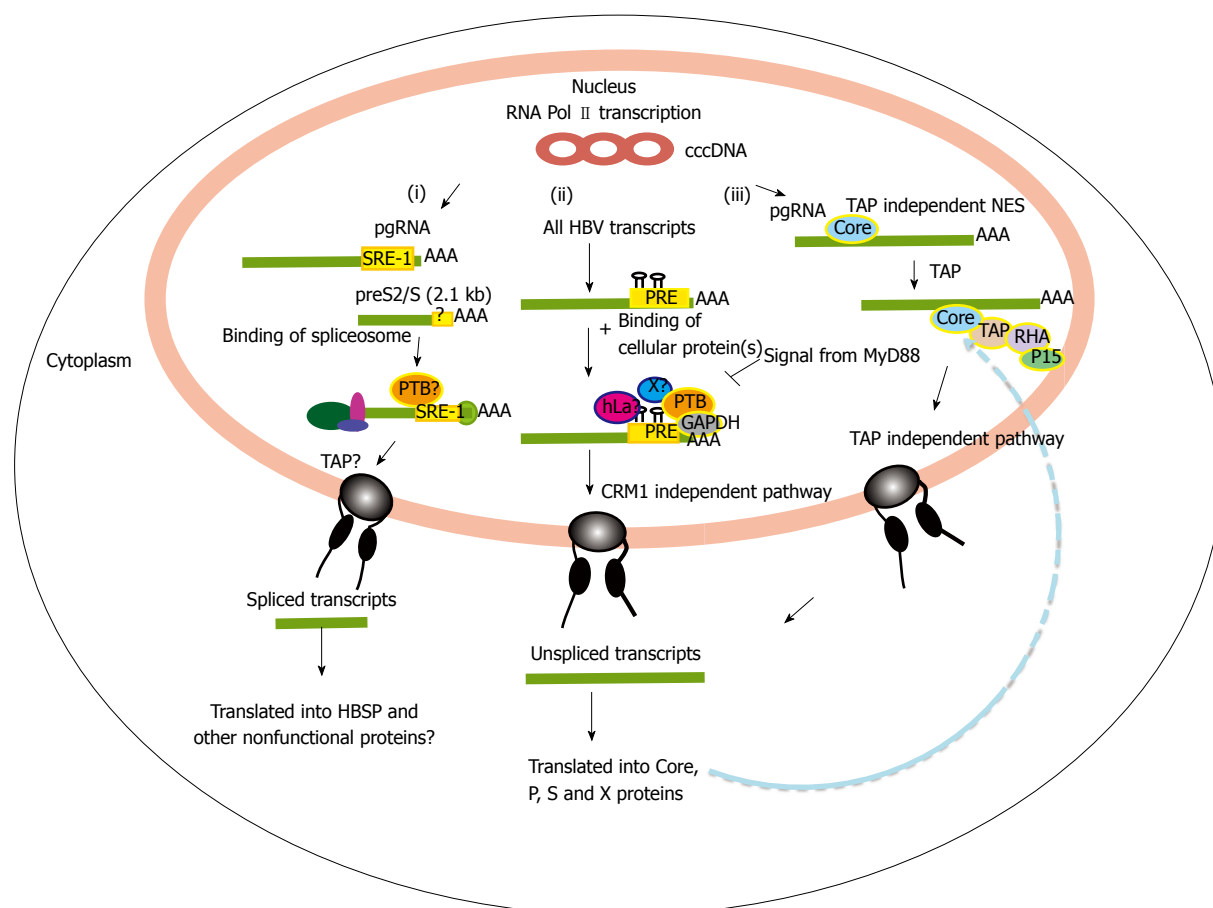 Nucleus
RNA Pol Ⅱ transcription
cccDNA
(i)
(ii)
(iii)
pgRNA
SRE-1
AAA
preS2/S (2.1 kb)
?
AAA
Binding of spliceosome
PTB?
SRE-1
AAA
TAP?
Spliced transcripts
Translated into HBSP and
other nonfunctional proteins?
All HBV transcripts
PRE
AAA
+
Binding of
cellular protein(s)
Signal from MyD88
hLa?
X?
PTB
GAPDH
PRE
AAA
CRM1 independent pathway
Unspliced transcripts
Translated into Core,
P, S and X proteins
pgRNA
TAP independent NES
Core
AAA
TAP
AAA
Core
TAP
RHA
P15
TAP independent pathway
Cytoplasm